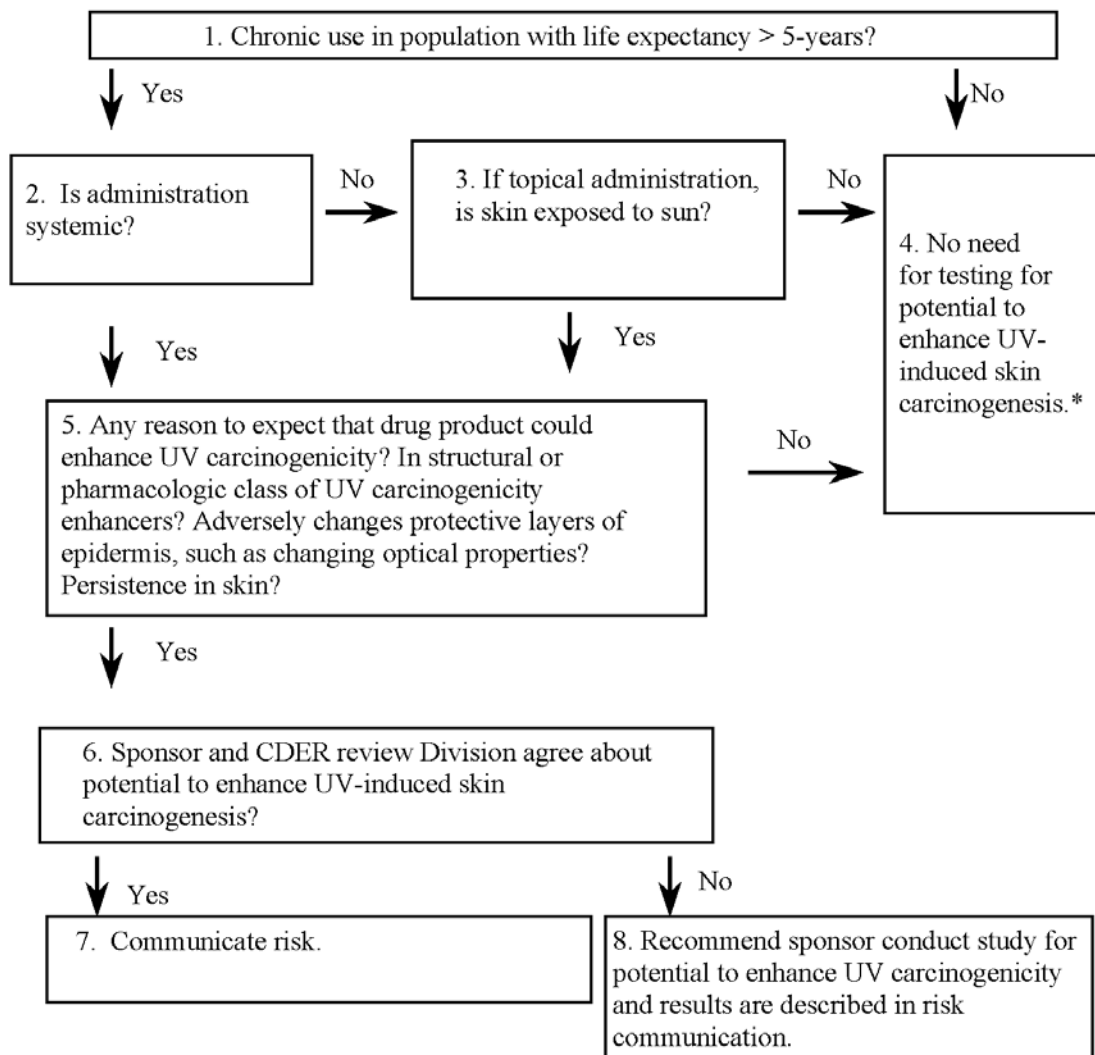 1. Chronic use in population with life expectancy > 5-years?
Yes
No
2. Is administration
systemic?
No
3. If topical administration,
is skin exposed to sun?
No
4. No need
for testing for
potential to
enhance UV-
induced skin
carcinogenesis.*
Yes
Yes
5. Any reason to expect that drug product could
enhance UV carcinogenicity? In structural or
pharmacologic class of UV carcinogenicity
enhancers? Adversely changes protective layers of
epidermis, such as changing optical properties?
Persistence in skin?
No
Yes
6. Sponsor and CDER review Division agree about
potential to enhance UV-induced skin
carcinogenesis?
Yes
No
7. Communicate risk.
8. Recommend sponsor conduct study for
potential to enhance UV carcinogenicity
and results are described in risk
communication.